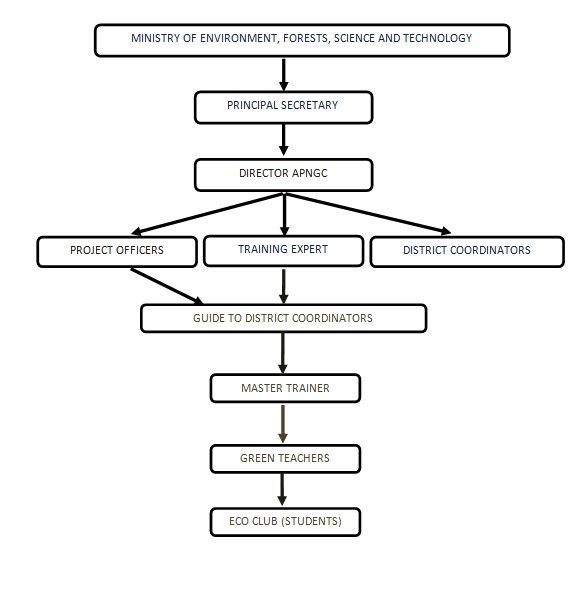 MINISTRY OF ENVIRONMENT, FORESTS, SCIENCE AND TECHNOLOGY
PRINCIPAL SECRETARY
DIRECTOR APNGC
PROJECT OFFICERS
TRAINING EXPERT
DISTRICT COORDINATORS
GUIDE TO DISTRICT COORDINATORS
MASTER TRAINER
GREEN TEACHERS
ECO CLUB (STUDENTS)